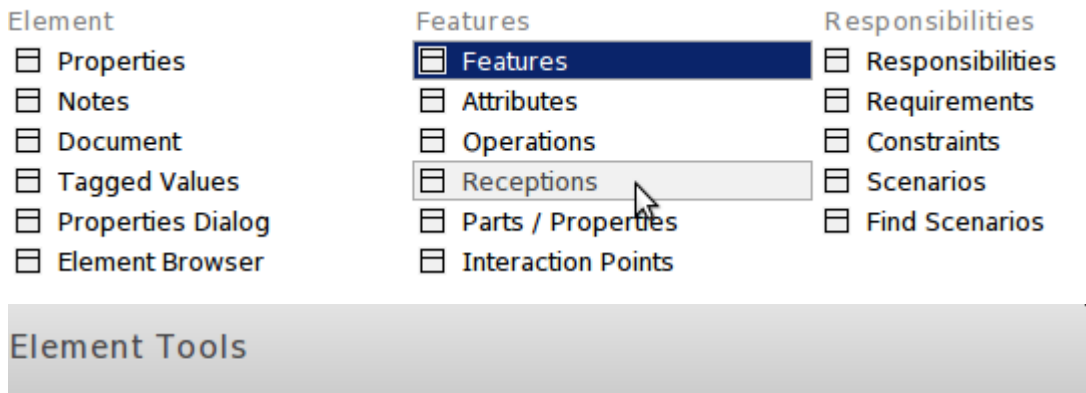 Element
Properties
Notes
Document
Tagged Values
Properties Dialog
Element Browser
Features
Features
Attributes
Operations
Receptions
Parts / Properties
Interaction Points
Responsibilities
Responsibilities
Requirements
Constraints
Scenarios
Find Scenarios
Element Tools